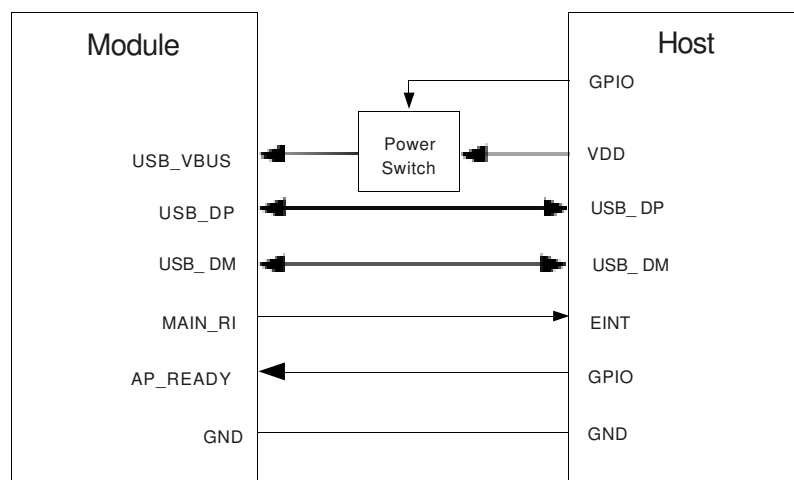 Module
Host
GPIO
Power
Switch
USB_VBUS
VDD
USB_DP
USB_ DP
USB_ DM
USB_ DM
MAIN_RI
EINT
AP_READY
GPIO
GND
GND